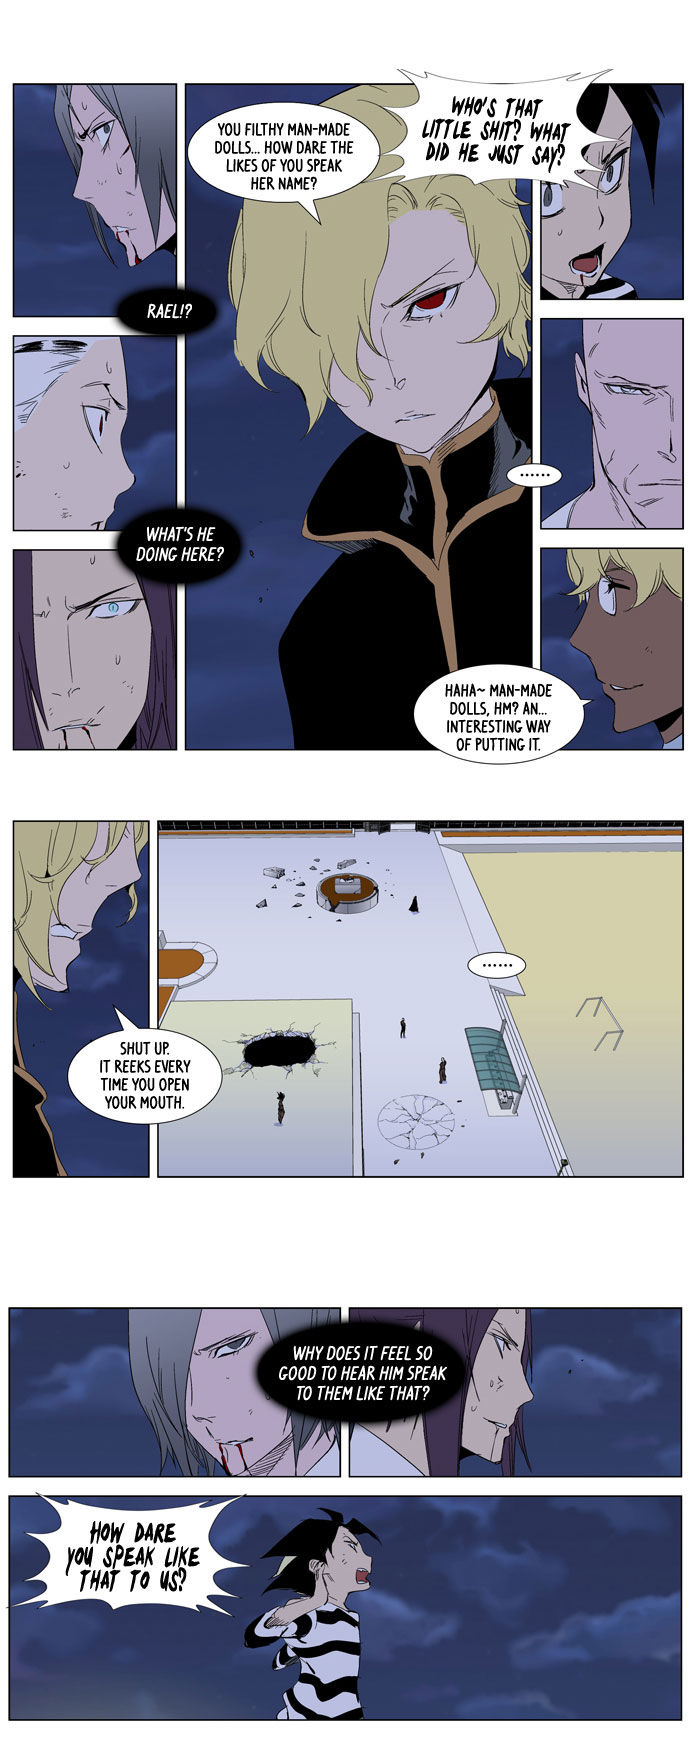 YOU FILTHY MAN-MADE
DOLLS... HOW DARE THE
LIKES OF YOU SPEAK
HER NAME?
WHO'S THAT
LITTLE SHIT? WHAT
DID HE JUST SAY?
RAEL!?
......
WHAT'S HE
DOING HERE?
HAHA~ MAN-MADE
DOLLS, HM? AN...
INTERESTING WAY
OF PUTTING IT.
SHUT UP.
IT REEKS EVERY
TIME YOU OPEN
YOUR MOUTH.
......
WHY DOES IT FEEL SO
GOOD TO HEAR HIM SPEAK
TO THEM LIKE THAT?
HOW DARE
YOU SPEAK LIKE
THAT TO US?